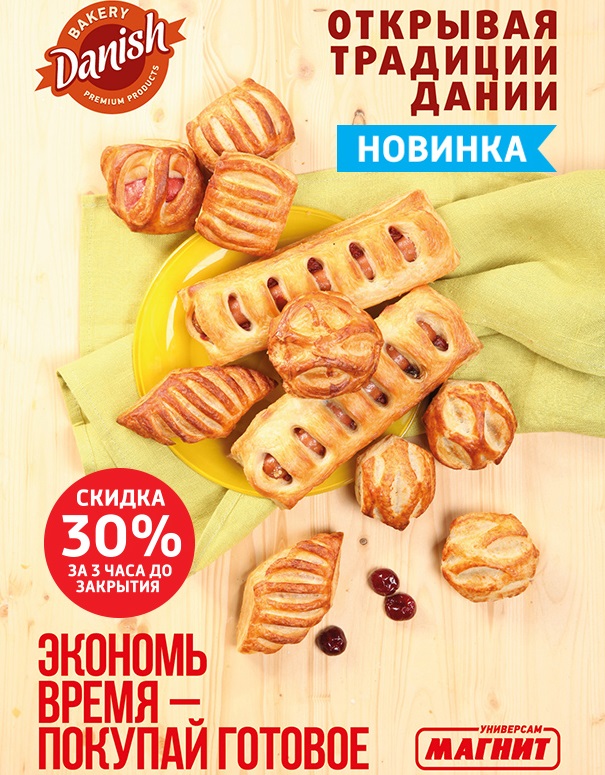 BAKERY
Danish
PREMIUM PRODUCTS
ОТКРЫВАЯ
ТРАДИЦИИ
ДАНИИ
НОВИНКА
СКИДКА
30%
ЗА 3 ЧАСА ДО
ЗАКРЫТИЯ
ЭКОНОМЬ
ВРЕМЯ —
ПОКУПАЙ ГОТОВОЕ
УНИВЕРСАМ
МАГНИТ